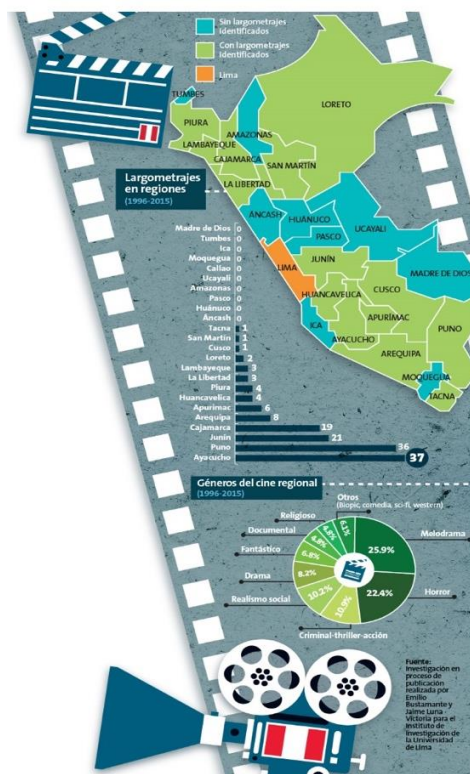 Sin largometrajes
Identificados
Con largometrajes
Identificados
Lima
TUMBES
PIURA
LAMBAYEQUE
CAJAMARCA
LA LIBERTAD
AMAZONAS
SAN MARTÍN
LORETO
ANCASH
HUANUCO
PASCO
UCAYALI
LIMA
JUNÍN
MADRE DE DIOS
HUANCAVELICA
CUSCO
ICA
APURÍMAC
AYACUCHO
PUNO
AREQUIPA
MOQUEGUA
TACNA
Largometrajes
en regiones
(1996-2015)
Madre de Dios 0
Tumbes 0
Ica 0
Moquegua 0
Callao 0
Ucayali 0
Amazonas 0
Pasco 0
Huánuco 0
Áncash 0
Tacna 1
San Martín 1
Cusco 1
Loreto 2
Lambayeque 3
La Libertad 3
Piura 4
Huancavelica 4
Apurímac 6
Arequipa 8
Cajamarca 19
Junín 21
Puno 36
Ayacucho 37
Géneros del cine regional
(1996-2015)
Otros
(Biopic, comedia, sci-fi, western)
6.1%
Religioso
4.8%
Documental
4.8%
Fantástico
6.8%
Drama
8.2%
Realismo social
10.2%
Criminal-thriller-acción
10.9%
Horror
22.4%
Melodrama
25.9%
Fuente:
Investigación en
proceso de
publicación
realizada por
Emilio
Bustamante y
Jaime Luna -
Victoria para el
Instituto de
Investigación de
la Universidad
de Lima